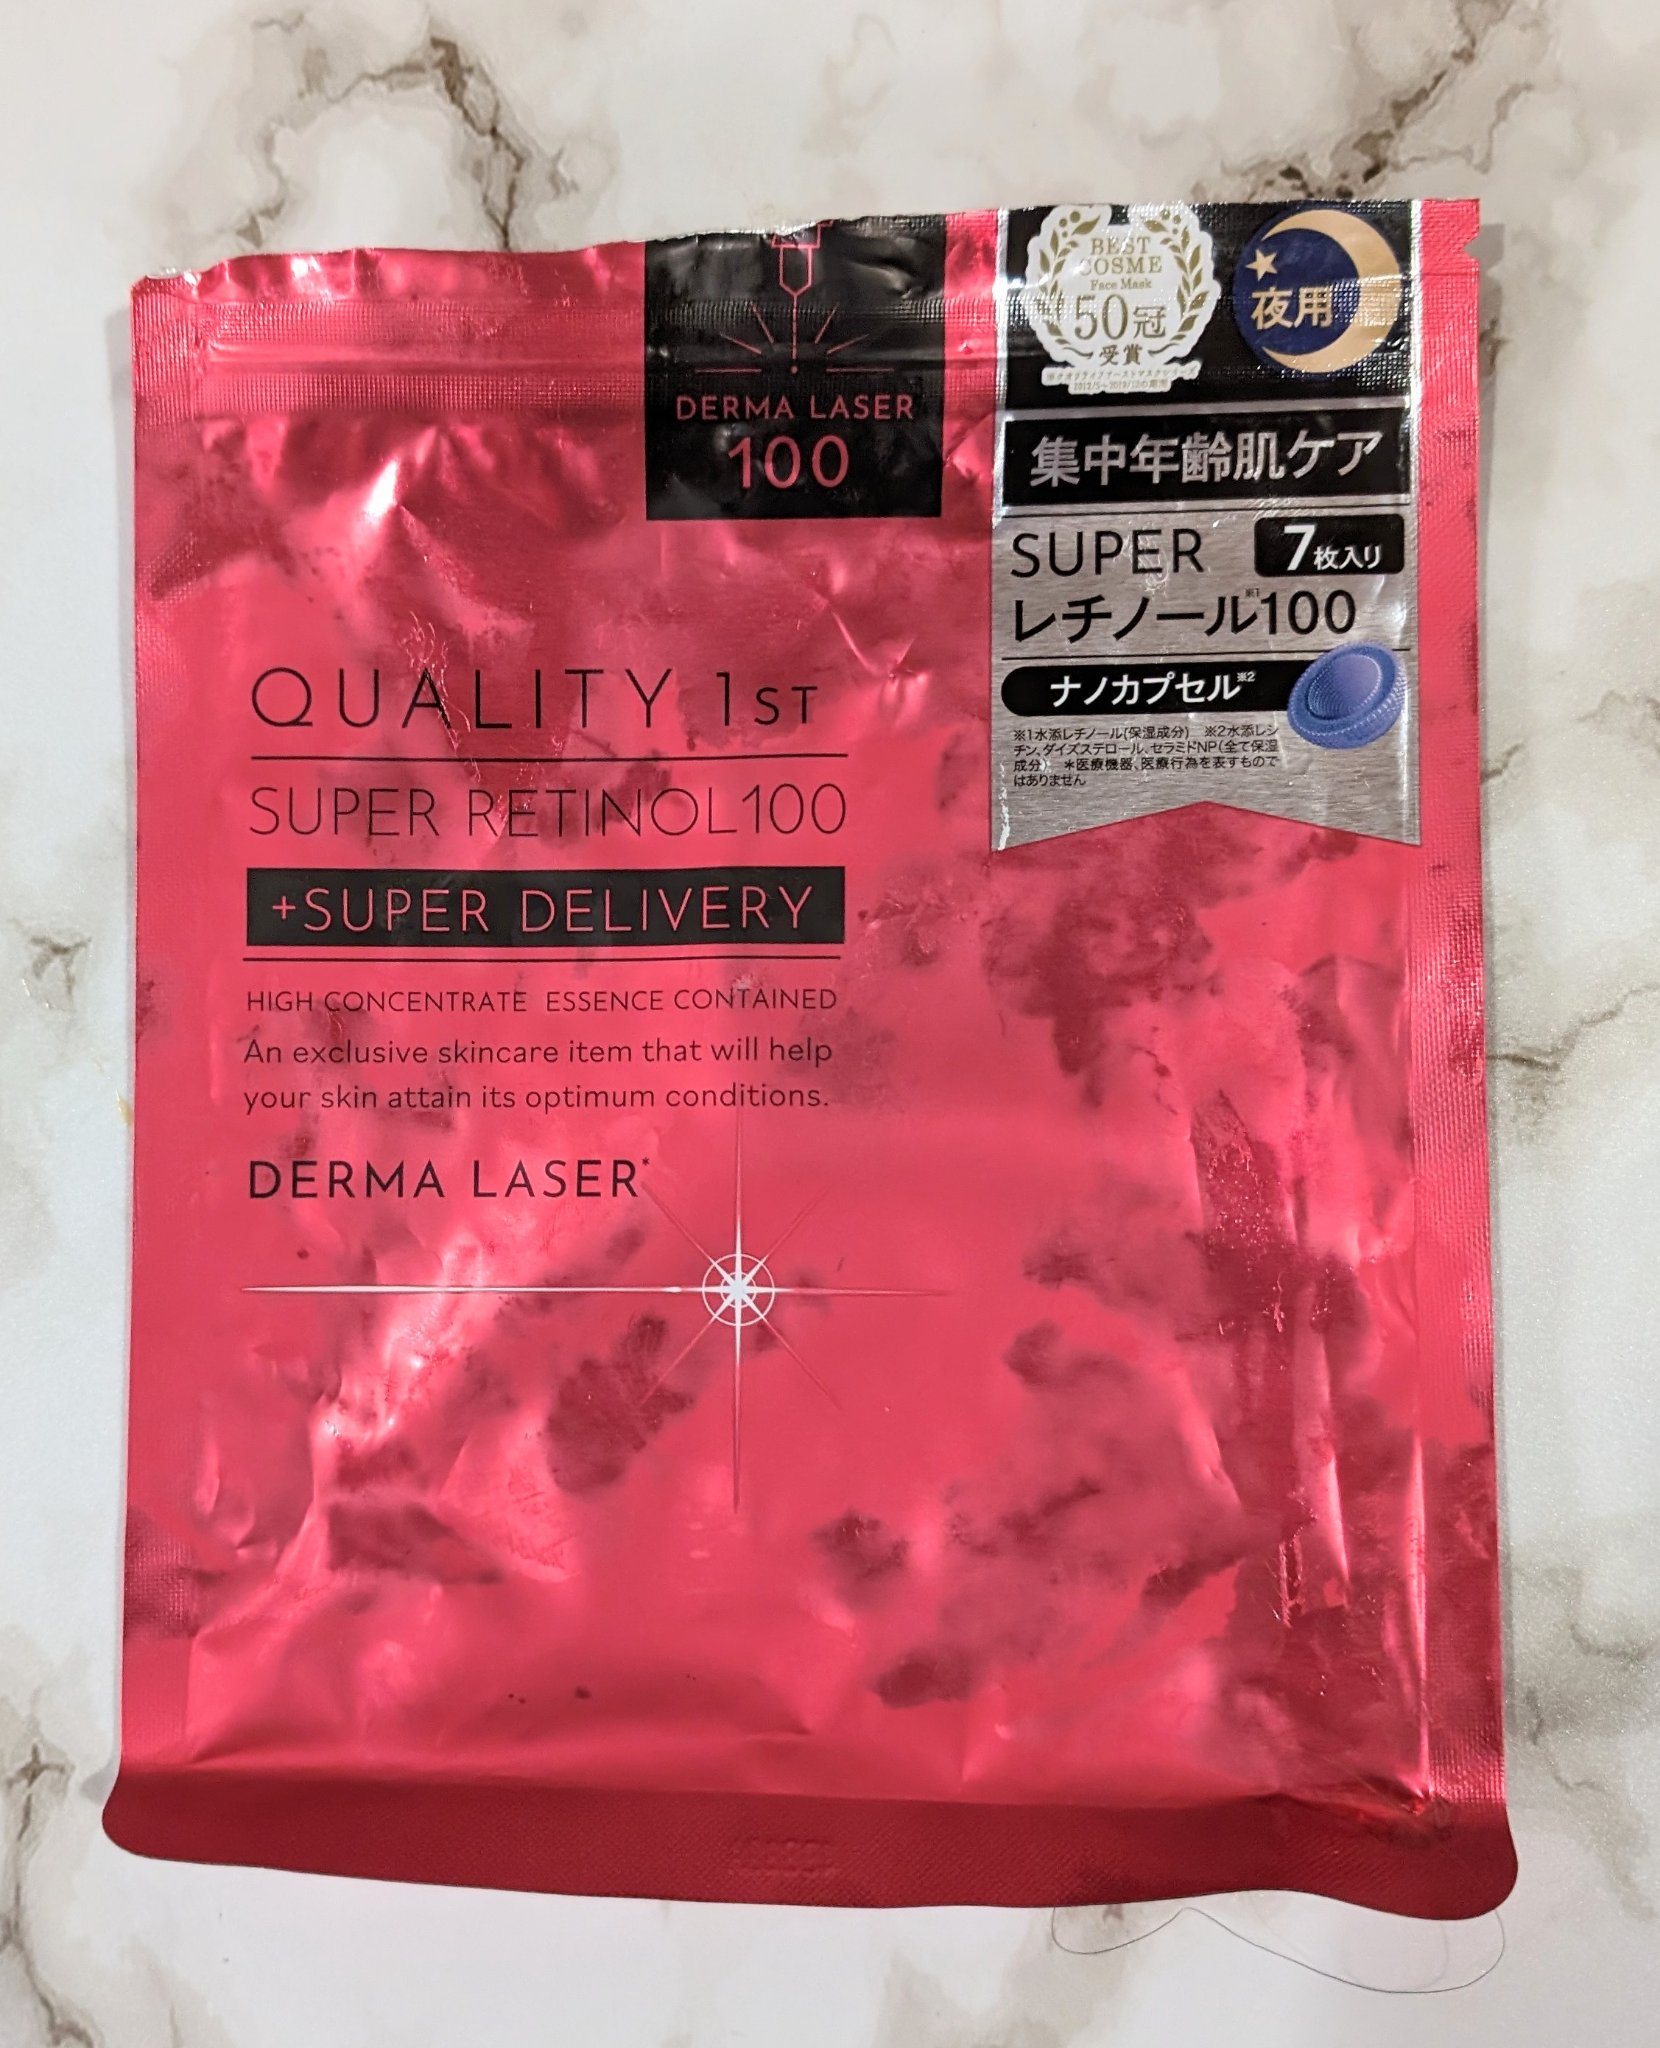 DERMA LASER
100
BEST
COSME
Face Mask
50冠
受賞
夜用
集中年齢肌ケア
SUPER
7枚入り
レチノール※1100
ナノカプセル※2
※1水添レチノール(保湿成分) ※2水添レシ
チン、ダイズステロール、セラミドNP(全て保湿
成分) *医療機器、医療行為を表すもので
はありません
QUALITY 1ST
SUPER RETINOL100
+SUPER DELIVERY
HIGH CONCENTRATE ESSENCE CONTAINED
An exclusive skincare item that will help
your skin attain its optimum conditions.
DERMA LASER*